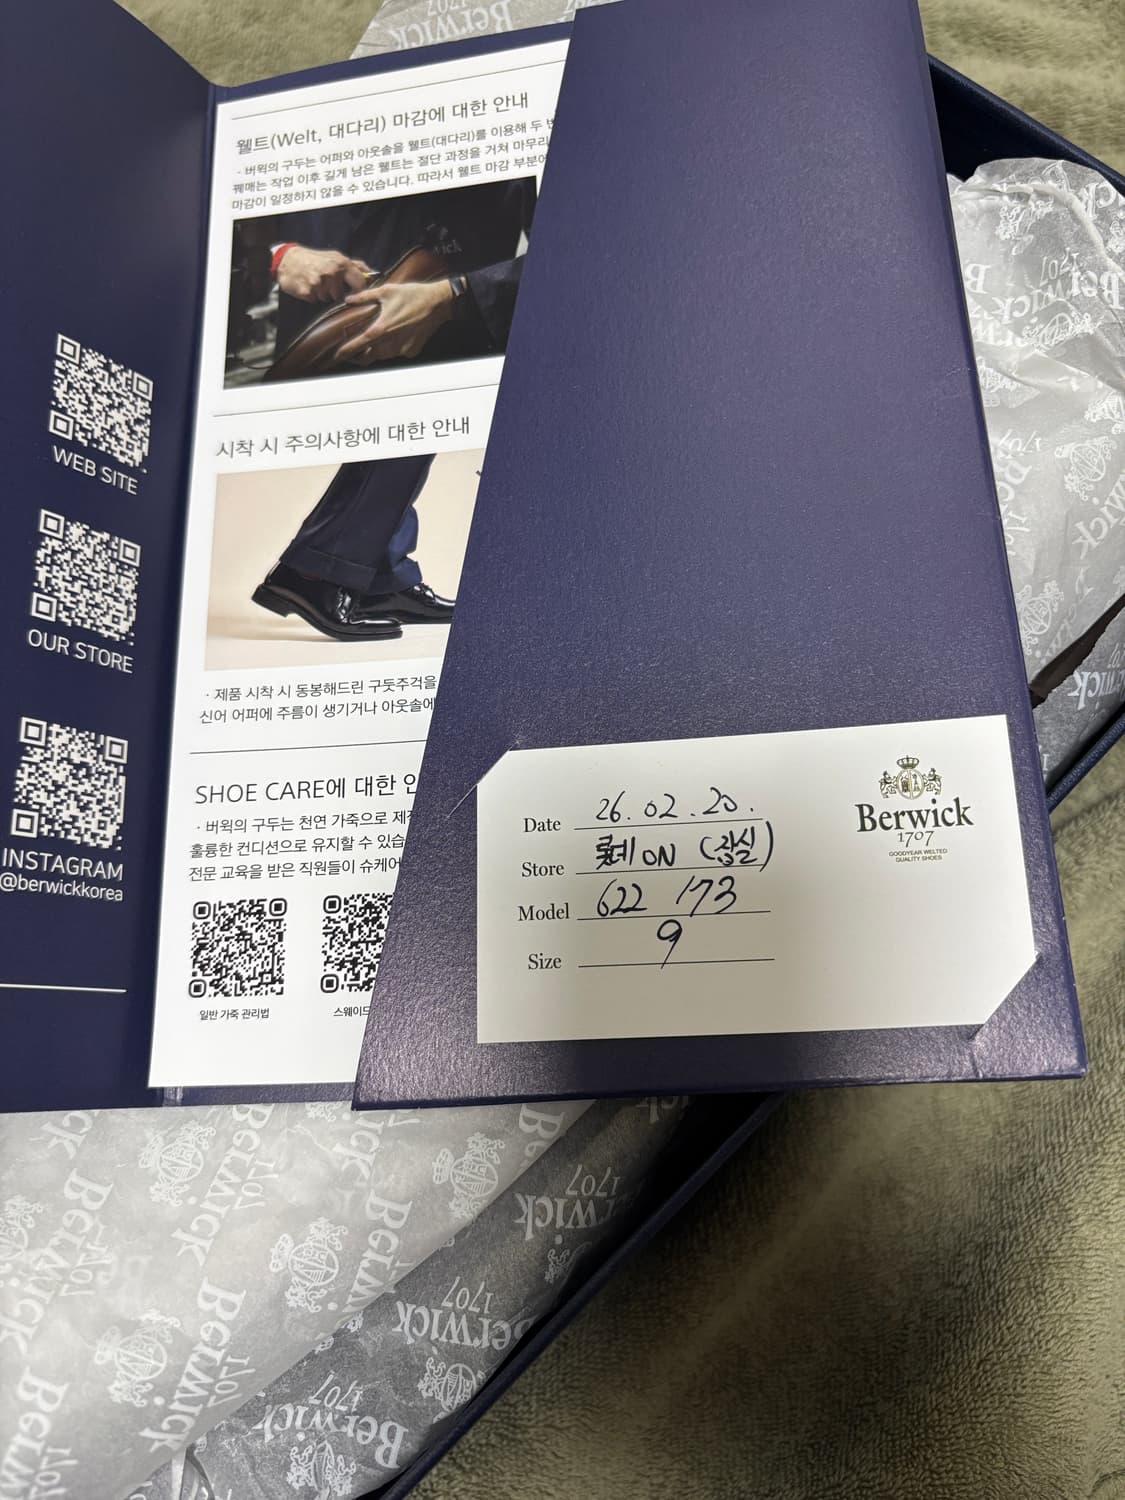 WEB SITE
OUR STORE
INSTAGRAM
@berwickkorea
웰트(Welt, 대다리) 마감에 대한 안내
· 버윅의 구두는 어퍼와 아웃솔을 웰트(대다리)를 이용해 두 번
꿰매는 작업 이후 길게 남은 웰트는 절단 과정을 거쳐 마무리
마감이 일정하지 않을 수 있습니다. 따라서 웰트 마감 부분에
시착 시 주의사항에 대한 안내
· 제품 시착 시 동봉해드린 구둣주걱을
신어 어퍼에 주름이 생기거나 아웃솔에
SHOE CARE에 대한 안
· 버윅의 구두는 천연 가죽으로 제작
훌륭한 컨디션으로 유지할 수 있습
전문 교육을 받은 직원들이 슈케어
일반 가죽 관리법
스웨이드
Date 26.02.20.
Store 롯데 ON (잠실)
Model 622 173
Size 9
Berwick
1707
GOODYEAR WELTED
QUALITY SHOES
Berwick
1707